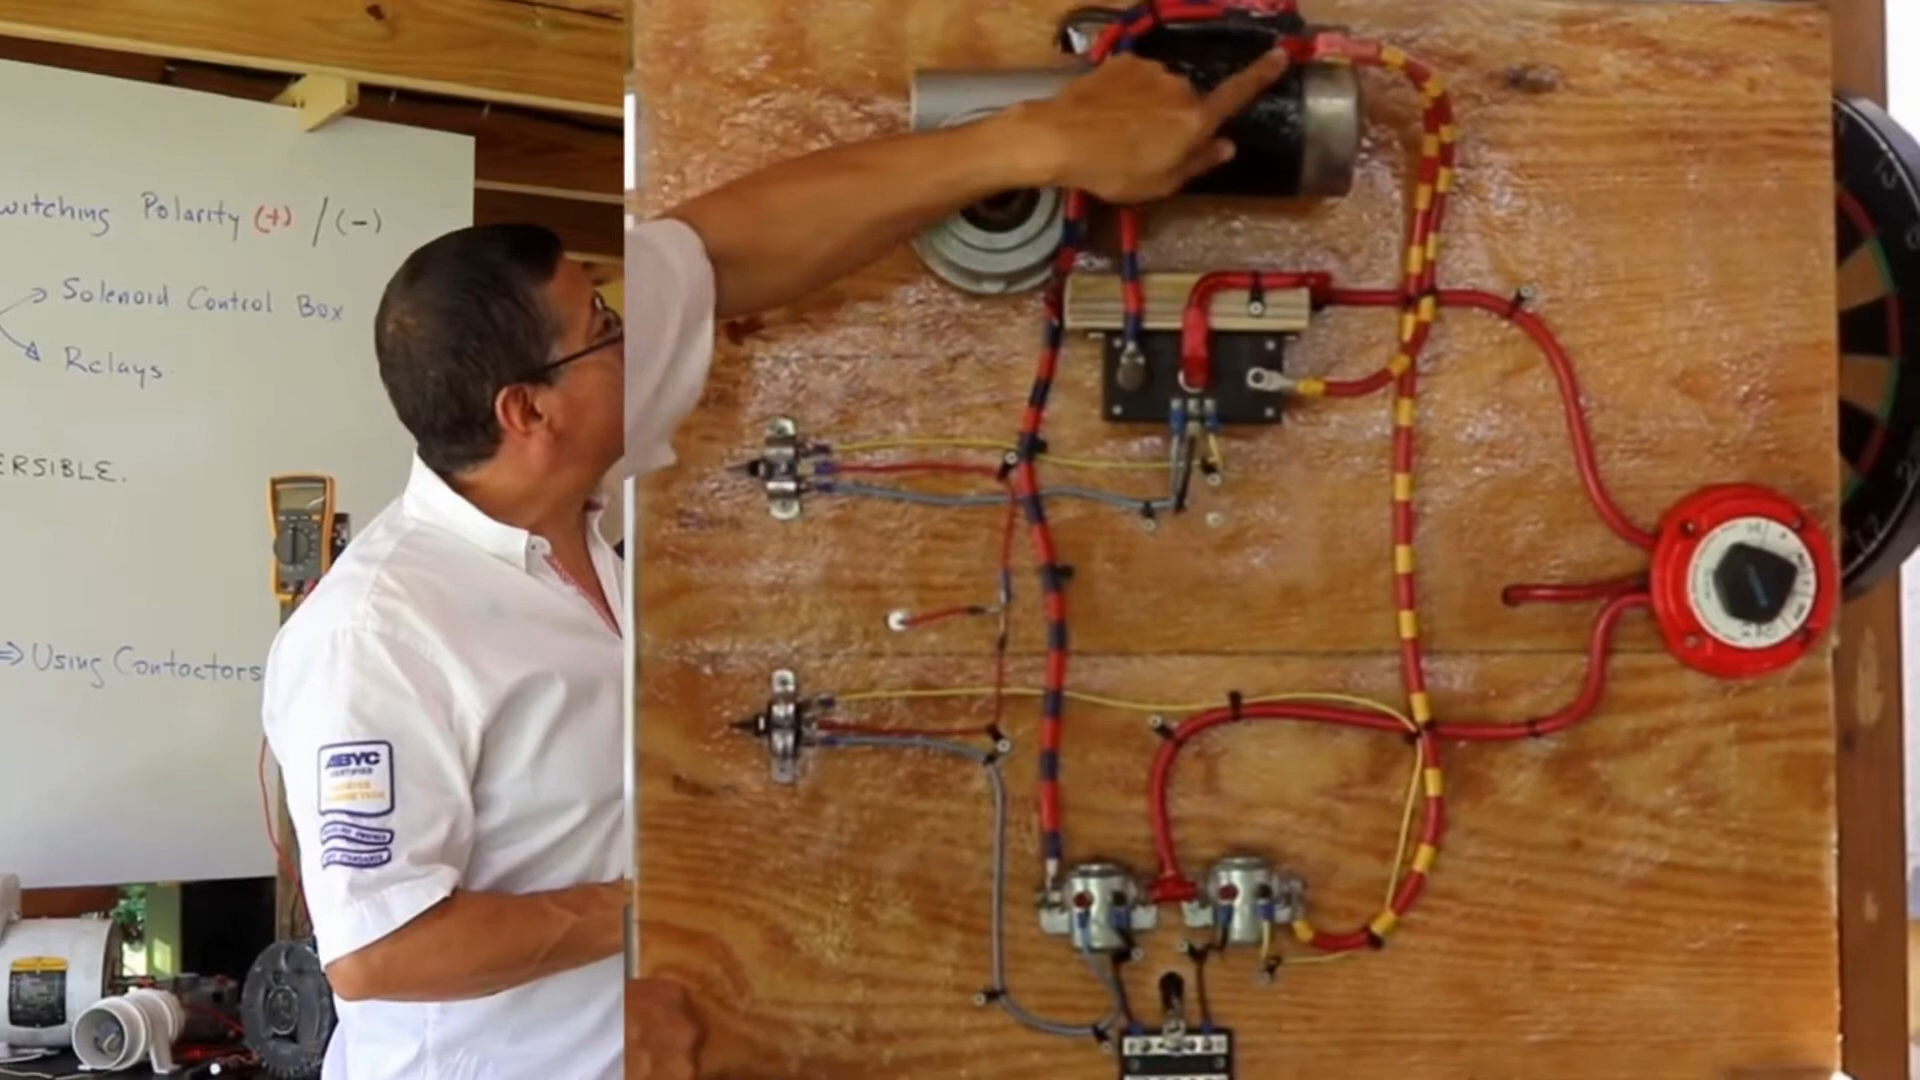 witching Polarity (+) / (-)
Solenoid Control Box
Relays.
ERSIBLE.
⇒ Using Contactors
ABYC
CERTIFIED